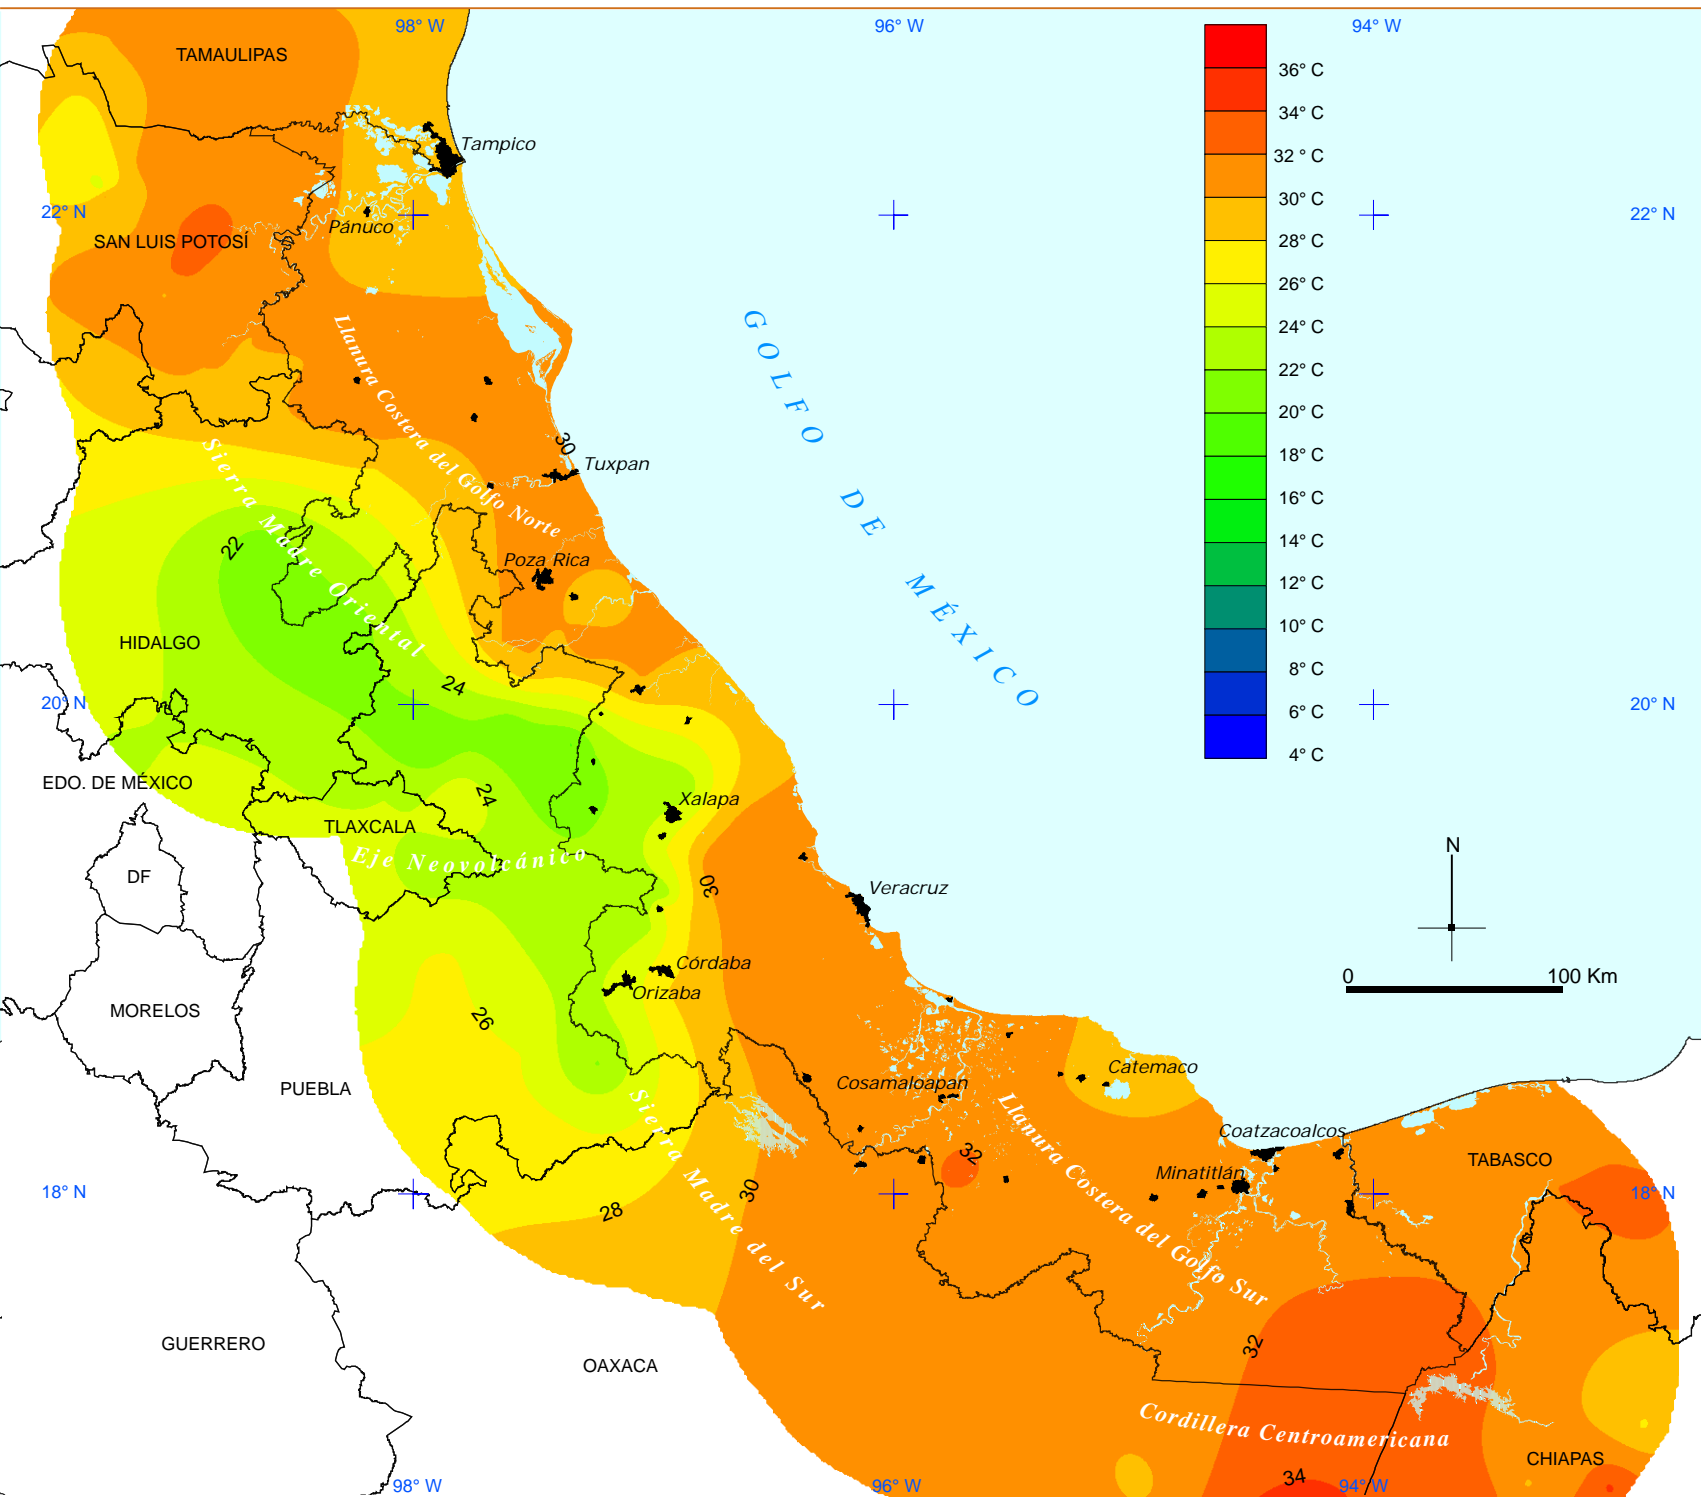 98° W
96° W
94° W
TAMAULIPAS
36° C
34° C
32 ° C
30° C
28° C
26° C
24° C
22° C
20° C
18° C
16° C
14° C
12° C
10° C
8° C
6° C
4° C
Tampico
22° N
22° N
Pánuco
SAN LUIS POTOSÍ
GOLFO DE MÉXICO
Llanura Costera del Golfo Norte
30
Tuxpan
Sierra Madre Oriental
22
Poza Rica
HIDALGO
24
20° N
20° N
EDO. DE MÉXICO
24
Xalapa
TLAXCALA
Eje Neovolcánico
DF
30
Veracruz
N
Córdaba
Orizaba
0
100 Km
MORELOS
26
PUEBLA
Catemaco
Cosamaloapan
Sierra Madre del Sur
Llanura Costera del Golfo Sur
Coatzacoalcos
32
Minatitlán
TABASCO
18° N
18° N
30
28
GUERRERO
OAXACA
32
Cordillera Centroamericana
CHIAPAS
34
98° W
96° W
94° W